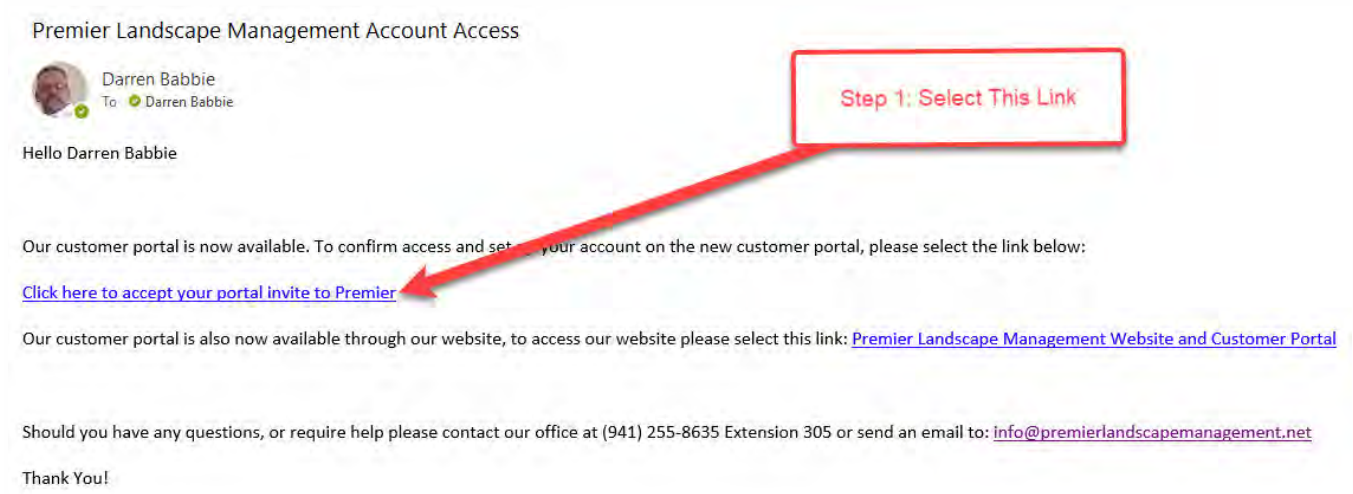 Premier Landscape Management Account Access
Darren Babbie
To Darren Babbie
Step 1: Select This Link
Hello Darren Babbie
Our customer portal is now available. To confirm access and set your account on the new customer portal, please select the link below:
Click here to accept your portal invite to Premier
Our customer portal is also now available through our website, to access our website please select this link: Premier Landscape Management Website and Customer Portal
Should you have any questions, or require help please contact our office at (941) 255-8635 Extension 305 or send an email to: info@premierlandscapemanagement.net
Thank You!